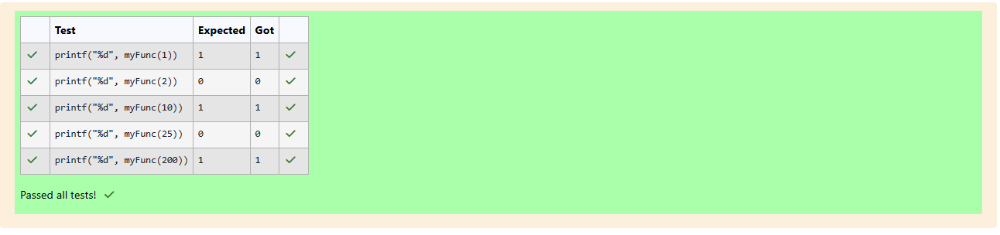 Test Expected Got
printf("%d", myFunc(1)) 1 1
printf("%d", myFunc(2)) 0 0
printf("%d", myFunc(10)) 1 1
printf("%d", myFunc(25)) 0 0
printf("%d", myFunc(200)) 1 1
Passed all tests!